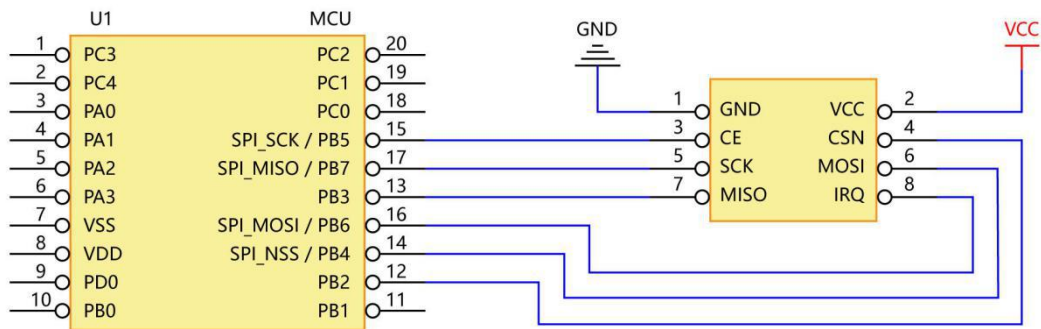 U1 MCU
1 PC3 PC2 20
2 PC4 PC1 19
3 PA0 PC0 18
4 PA1 SPI_SCK / PB5 15
5 PA2 SPI_MISO / PB7 17
6 PA3 PB3 13
7 VSS SPI_MOSI / PB6 16
8 VDD SPI_NSS / PB4 14
9 PD0 PB2 12
10 PB0 PB1 11
GND
VCC
1 GND VCC 2
3 CE CSN 4
5 SCK MOSI 6
7 MISO IRQ 8